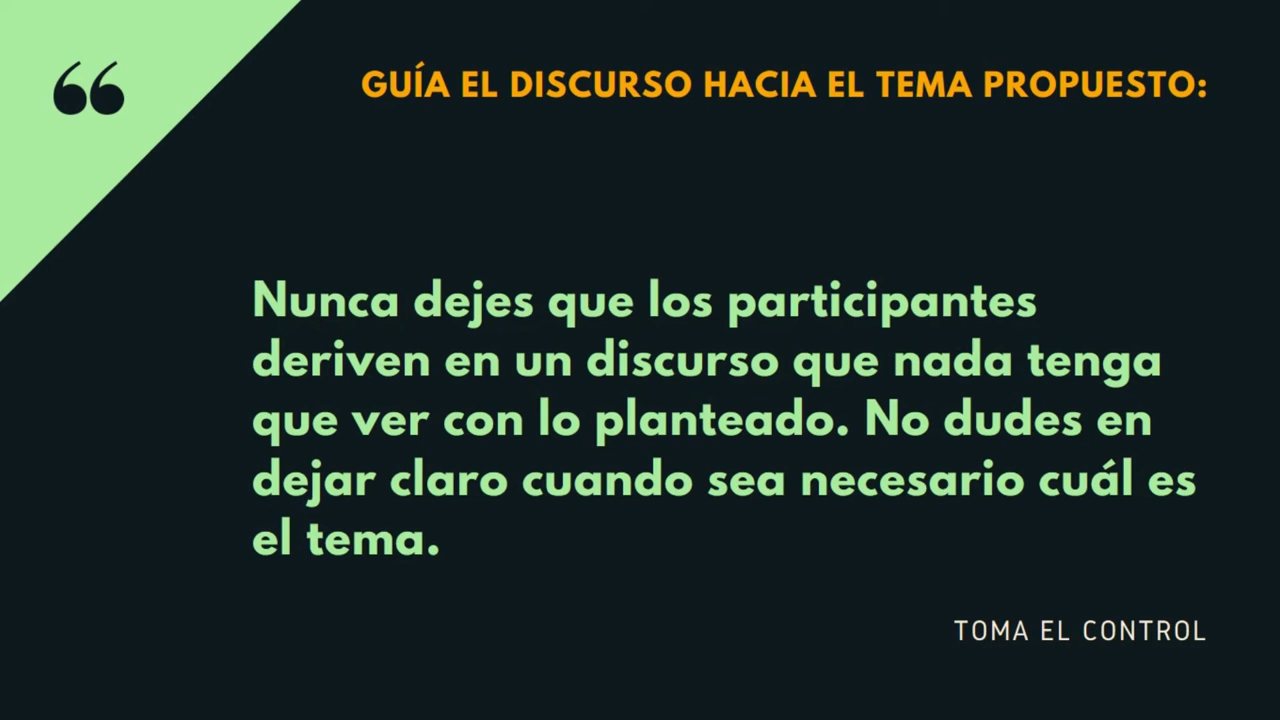 “
GUÍA EL DISCURSO HACIA EL TEMA PROPUESTO:
Nunca dejes que los participantes
deriven en un discurso que nada tenga
que ver con lo planteado. No dudes en
dejar claro cuando sea necesario cuál es
el tema.
TOMA EL CONTROL